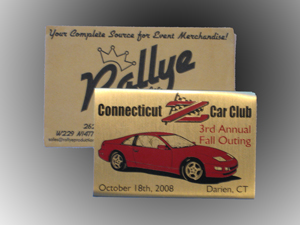 Your Complete Source for Event Merchandise!
Rallye
Connecticut Z Car Club
3rd Annual
Fall Outing
October 18th, 2008 Darien, CT